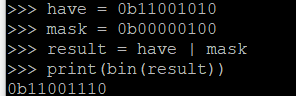 >>> have = 0b11001010
>>> mask = 0b00000100
>>> result = have | mask
>>> print(bin(result))
0b11001110